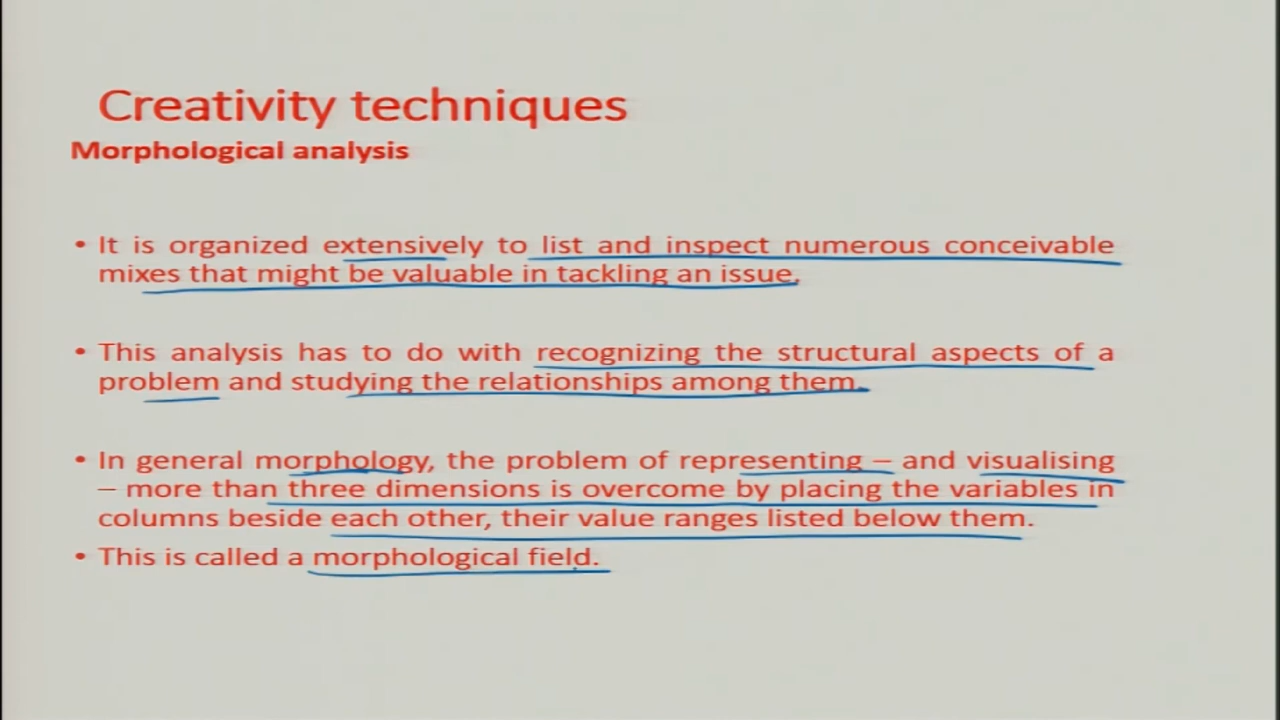 Creativity techniques
Morphological analysis
• It is organized extensively to list and inspect numerous conceivable
mixes that might be valuable in tackling an issue.
• This analysis has to do with recognizing the structural aspects of a
problem and studying the relationships among them.
• In general morphology, the problem of representing – and visualising
– more than three dimensions is overcome by placing the variables in
columns beside each other, their value ranges listed below them.
• This is called a morphological field.